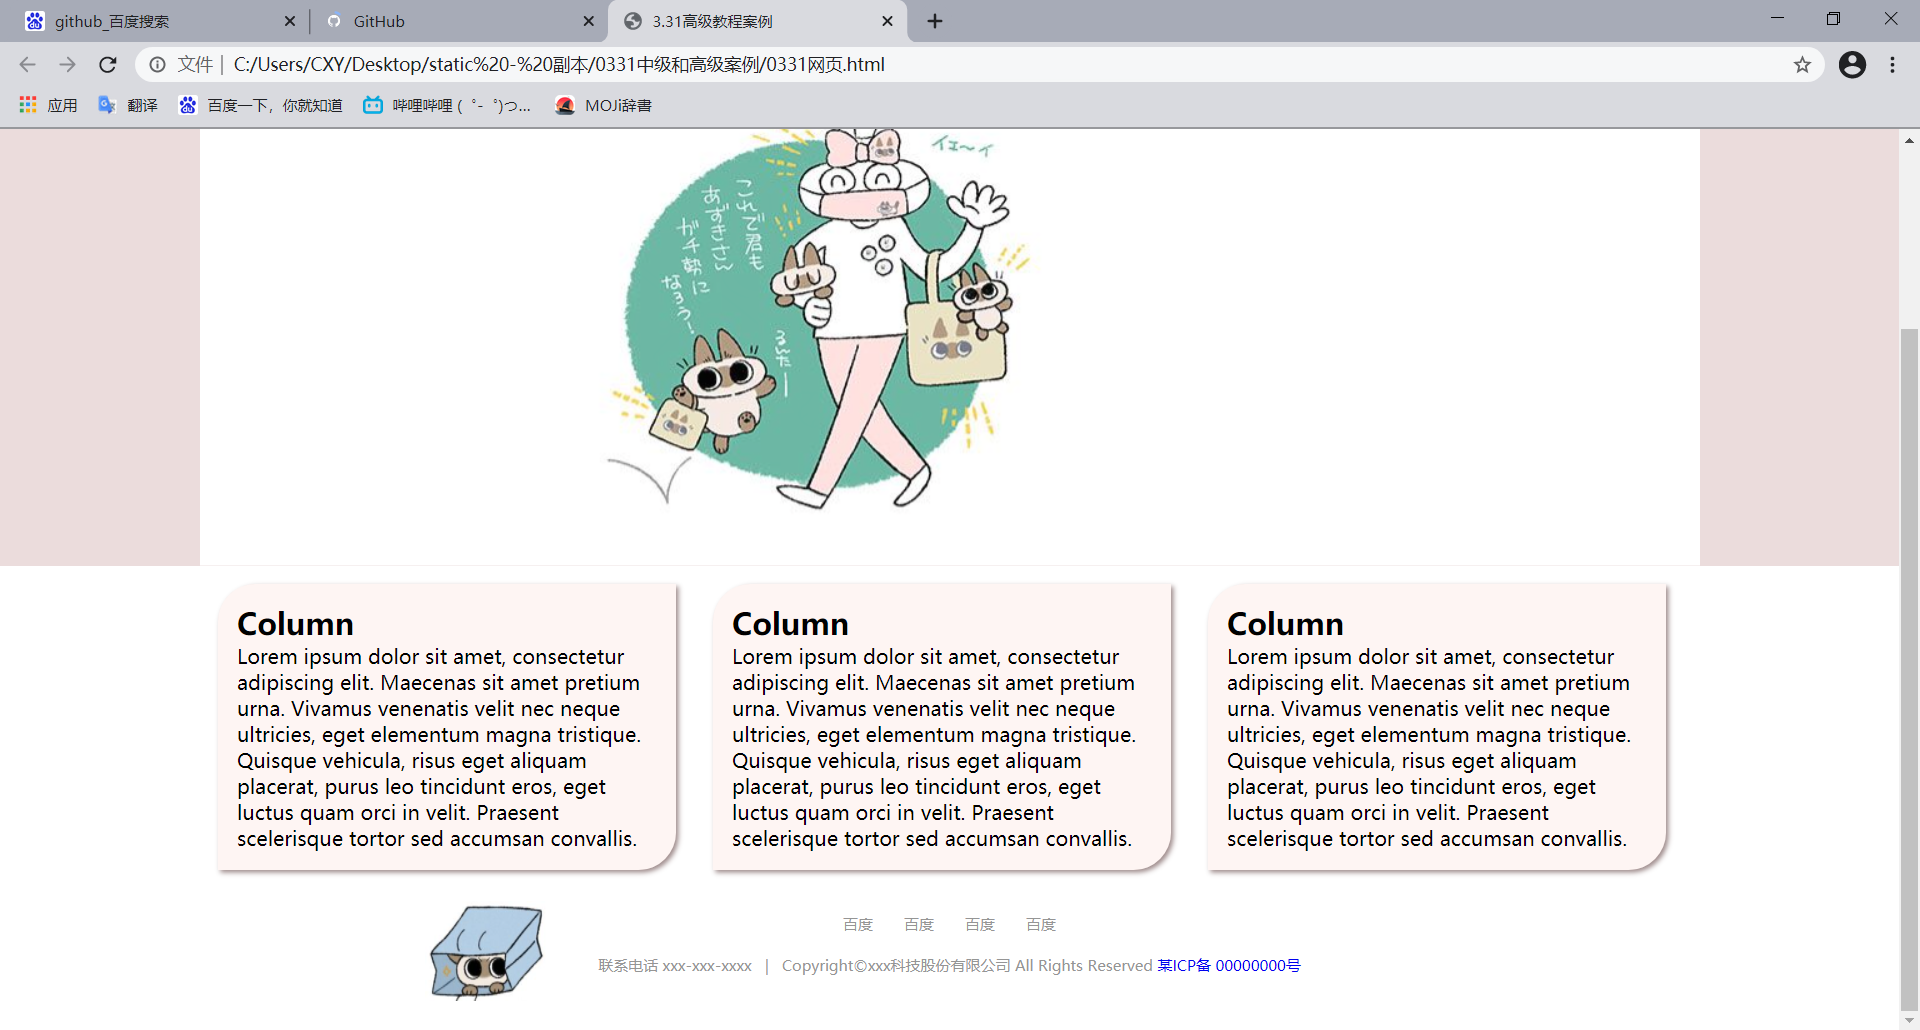 github_百度搜索
GitHub
3.31高级教程案例
文件 | C:/Users/CXY/Desktop/static%20-%20副本/0331中级和高级案例/0331网页.html
应用
翻译
百度一下，你就知道
哔哩哔哩 ( ゜- ゜)つ...
MOJi辞書
イェ〜イ
これで君も
あずきさん
ガチ勢に
なろう!
るんたー
Column
Lorem ipsum dolor sit amet, consectetur
adipiscing elit. Maecenas sit amet pretium
urna. Vivamus venenatis velit nec neque
ultricies, eget elementum magna tristique.
Quisque vehicula, risus eget aliquam
placerat, purus leo tincidunt eros, eget
luctus quam orci in velit. Praesent
scelerisque tortor sed accumsan convallis.
Column
Lorem ipsum dolor sit amet, consectetur
adipiscing elit. Maecenas sit amet pretium
urna. Vivamus venenatis velit nec neque
ultricies, eget elementum magna tristique.
Quisque vehicula, risus eget aliquam
placerat, purus leo tincidunt eros, eget
luctus quam orci in velit. Praesent
scelerisque tortor sed accumsan convallis.
Column
Lorem ipsum dolor sit amet, consectetur
adipiscing elit. Maecenas sit amet pretium
urna. Vivamus venenatis velit nec neque
ultricies, eget elementum magna tristique.
Quisque vehicula, risus eget aliquam
placerat, purus leo tincidunt eros, eget
luctus quam orci in velit. Praesent
scelerisque tortor sed accumsan convallis.
百度 百度 百度 百度
联系电话 xxx-xxx-xxxx | Copyright©xxx科技股份有限公司 All Rights Reserved 某ICP备 00000000号